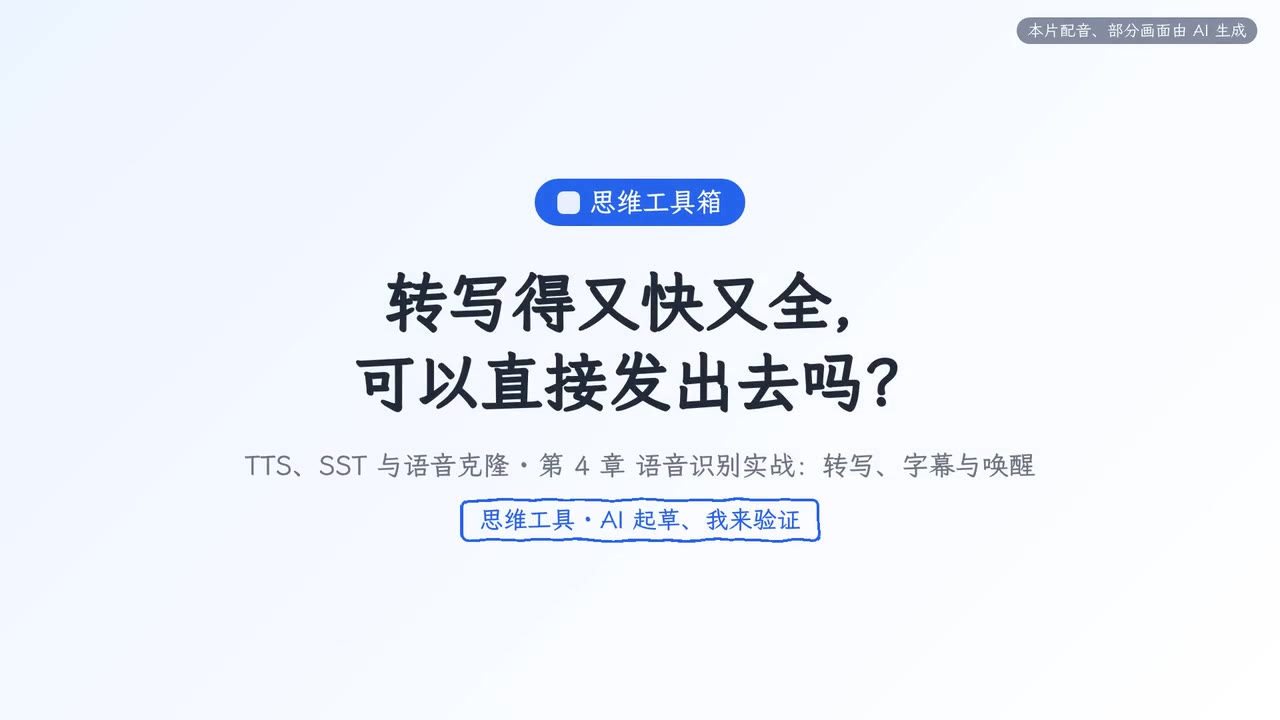 本片配音、部分画面由 AI 生成
思维工具箱
转写得又快又全，
可以直接发出去吗？
TTS、SST 与语音克隆·第 4 章 语音识别实战：转写、字幕与唤醒
思维工具·AI 起草、我来验证